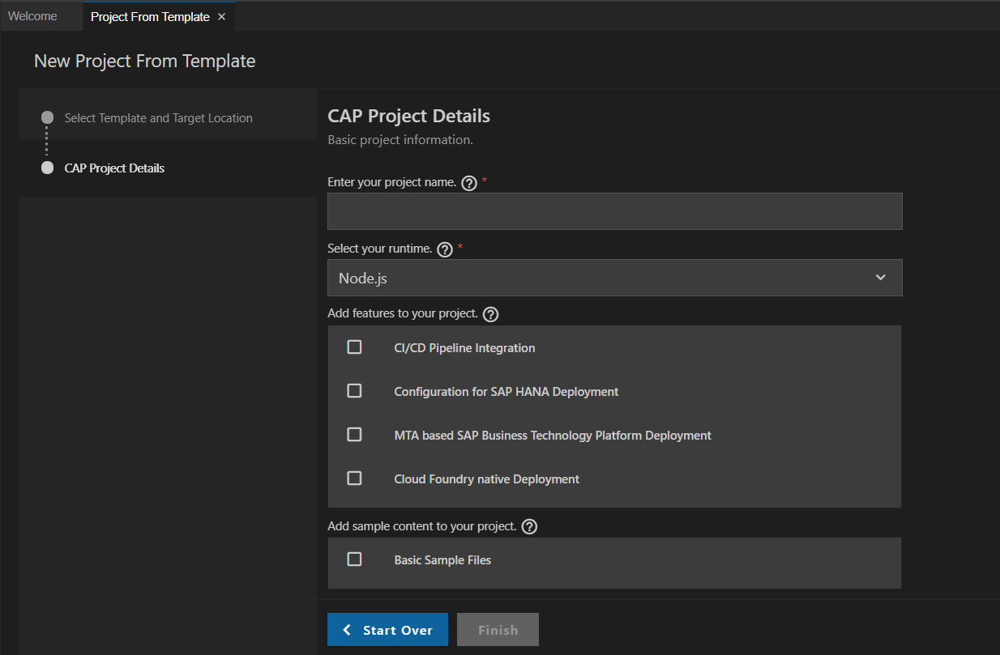 Welcome
Project From Template ×
New Project From Template
Select Template and Target Location
CAP Project Details
CAP Project Details
Basic project information.
Enter your project name. ? *
Select your runtime. ? *
Node.js
Add features to your project. ?
CI/CD Pipeline Integration
Configuration for SAP HANA Deployment
MTA based SAP Business Technology Platform Deployment
Cloud Foundry native Deployment
Add sample content to your project. ?
Basic Sample Files
Start Over
Finish